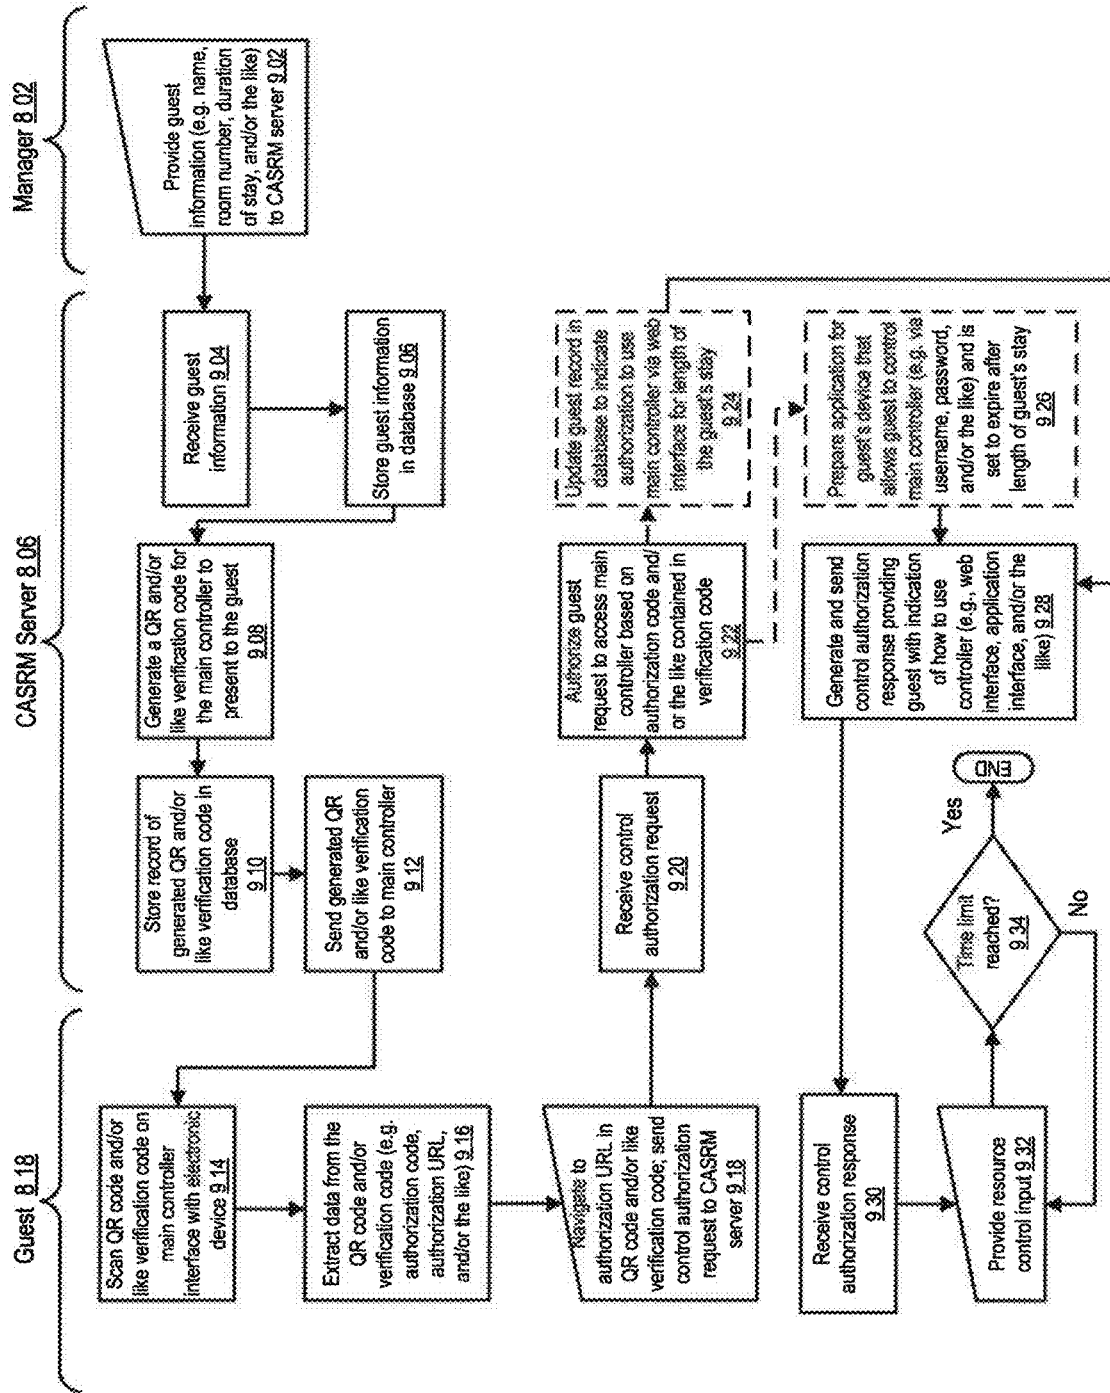 Guest 8 18
CASRM Server 8 06
Manager 8 02
Provide guest
information (e.g. name,
room number, duration
of stay, and/or the like)
to CASRM server 9 02
Receive guest
information 9 04
Store guest information
in database 9 06
Generate a QR and/or
like verification code for
the main controller to
present to the guest
9 08
Store record of
generated QR and/or
like verification code in
database
9 10
Send generated QR
and/or like verification
code to main controller
9 12
Scan QR code and/or
like verification code on
main controller
interface with electronic
device 9 14
Extract data from the
QR code and/or
verification code (e.g.
authorization code,
authorization URL,
and/or the like) 9 16
Navigate to
authorization URL in
QR code and/or like
verification code; send
control authorization
request to CASRM
server 9 18
Receive control
authorization request
9 20
Authorize guest
request to access main
controller based on
authorization code and/
or the like contained in
verification code
9 22
Update guest record in
database to indicate
authorization to use
main controller via web
interface for length of
the guest's stay
9 24
Prepare application for
guest's device that
allows guest to control
main controller (e.g. via
username, password,
and/or the like) and is
set to expire after
length of guest's stay
9 26
Generate and send
control authorization
response providing
guest with indication
of how to use
controller (e.g., web
interface, application
interface, and/or the
like) 9 28
Receive control
authorization response
9 30
Provide resource
control input 9 32
Time limit
reached?
9 34
Yes
No
END